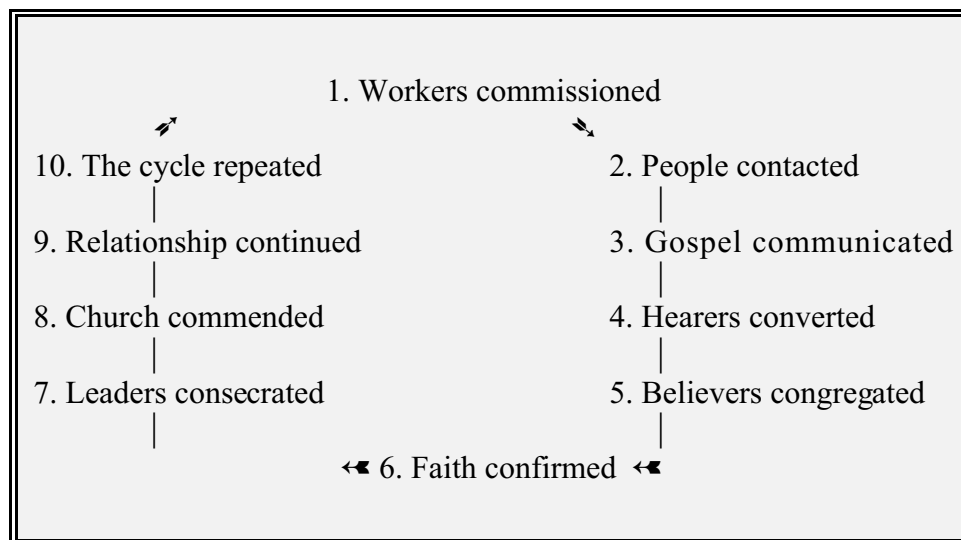 1. Workers commissioned
10. The cycle repeated 2. People contacted
9. Relationship continued 3. Gospel communicated
8. Church commended 4. Hearers converted
7. Leaders consecrated 5. Believers congregated
6. Faith confirmed